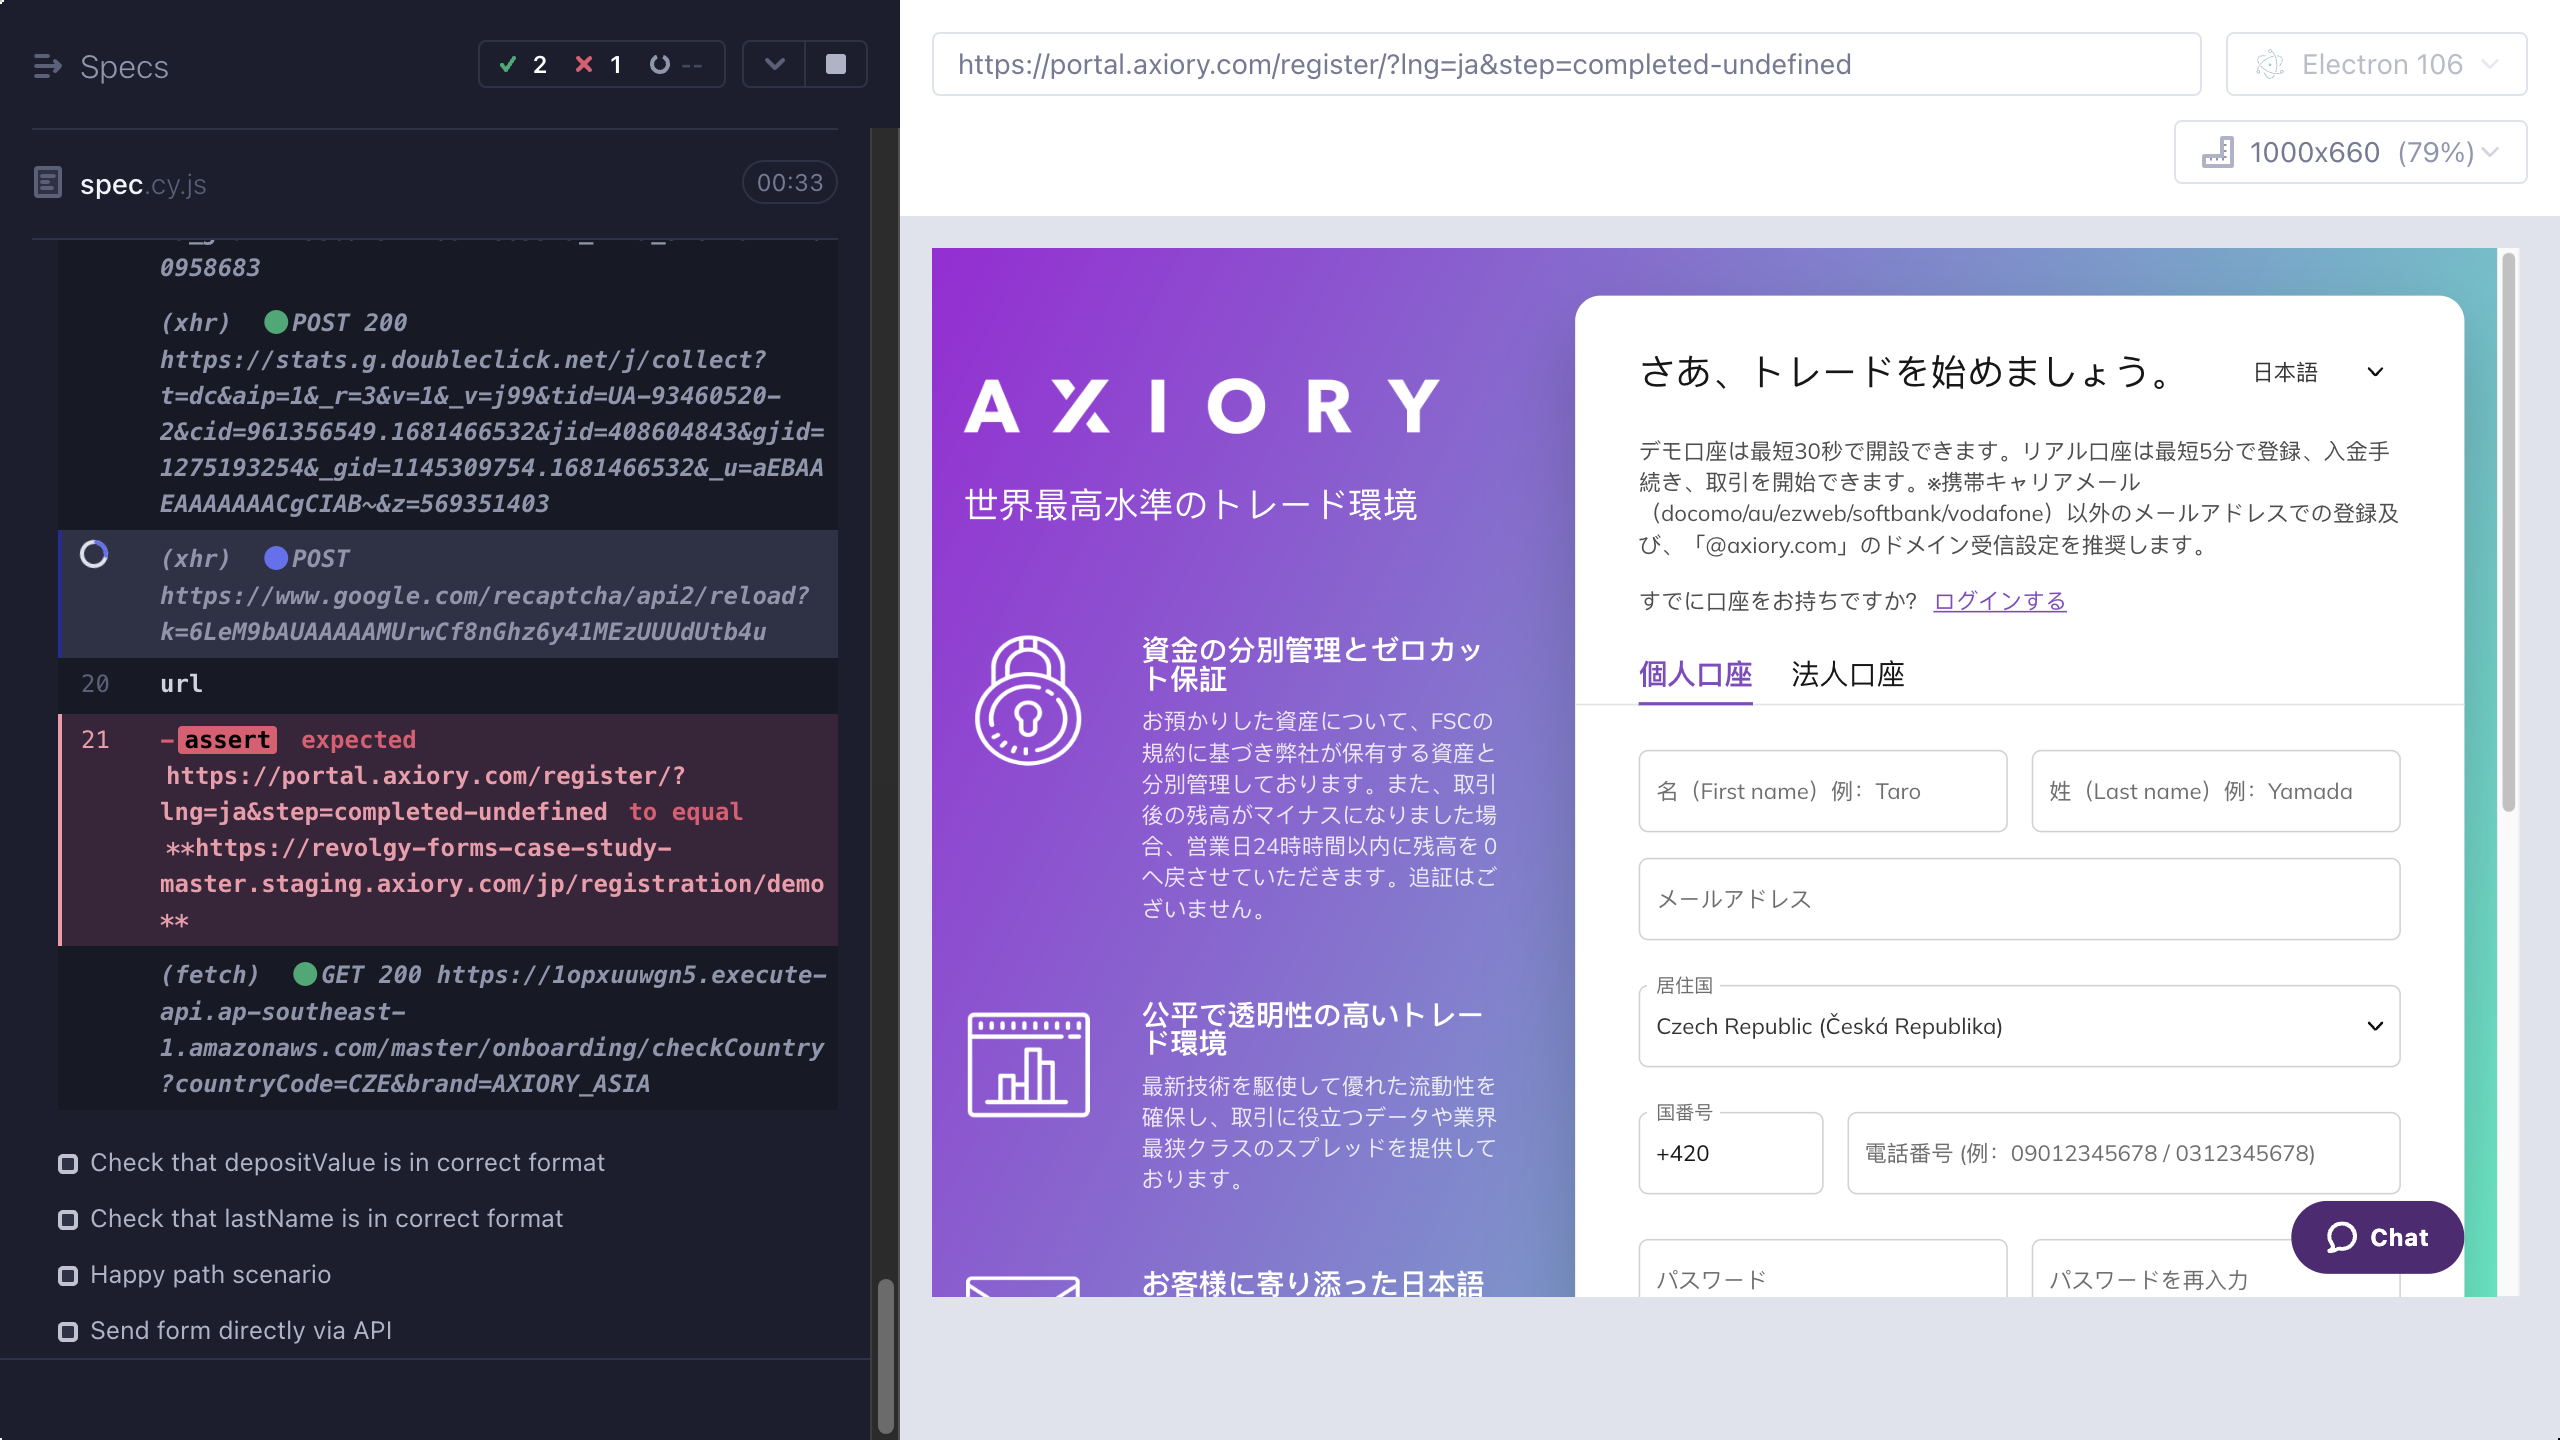 Specs
2
1
--
spec.cy.js
00:33
0958683
(xhr) POST 200
https://stats.g.doubleclick.net/j/collect?
t=dc&aip=1&_r=3&v=1&_v=j99&tid=UA-93460520-
2&cid=961356549.1681466532&jid=408604843&gjid=
1275193254&_gid=1145309754.1681466532&_u=aEBAA
EAAAAAAACgCIAB~&z=569351403
(xhr) POST
https://www.google.com/recaptcha/api2/reload?
k=6LeM9bAUAAAAAMUrwCf8nGhz6y41MEzUUUdUtb4u
20 url
21 -assert expected
https://portal.axiory.com/register/?
lng=ja&step=completed-undefined to equal
**https://revolgy-forms-case-study-
master.staging.axiory.com/jp/registration/demo
**
(fetch) GET 200 https://1opxuuwgn5.execute-
api.ap-southeast-
1.amazonaws.com/master/onboarding/checkCountry
?countryCode=CZE&brand=AXIORY_ASIA
Check that depositValue is in correct format
Check that lastName is in correct format
Happy path scenario
Send form directly via API
https://portal.axiory.com/register/?lng=ja&step=completed-undefined
Electron 106
1000x660 (79%)
AXIORY
世界最高水準のトレード環境
資金の分別管理とゼロカッ
ト保証
お預かりした資産について、FSCの
規約に基づき弊社が保有する資産と
分別管理しております。また、取引
後の残高がマイナスになりました場
合、営業日24時時間以内に残高を０
へ戻させていただきます。追証はご
ざいません。
公平で透明性の高いトレー
ド環境
最新技術を駆使して優れた流動性を
確保し、取引に役立つデータや業界
最狭クラスのスプレッドを提供して
おります。
お客様に寄り添った日本語
さあ、トレードを始めましょう。
日本語
デモ口座は最短30秒で開設できます。リアル口座は最短5分で登録、入金手
続き、取引を開始できます。※携帯キャリアメール
（docomo/au/ezweb/softbank/vodafone）以外のメールアドレスでの登録及
び、「@axiory.com」のドメイン受信設定を推奨します。
すでに口座をお持ちですか? ログインする
個人口座 法人口座
名（First name）例：Taro
姓（Last name）例：Yamada
メールアドレス
居住国
Czech Republic (Česká Republika)
国番号
+420
電話番号 (例：09012345678 / 0312345678)
Chat
パスワード
パスワードを再入力